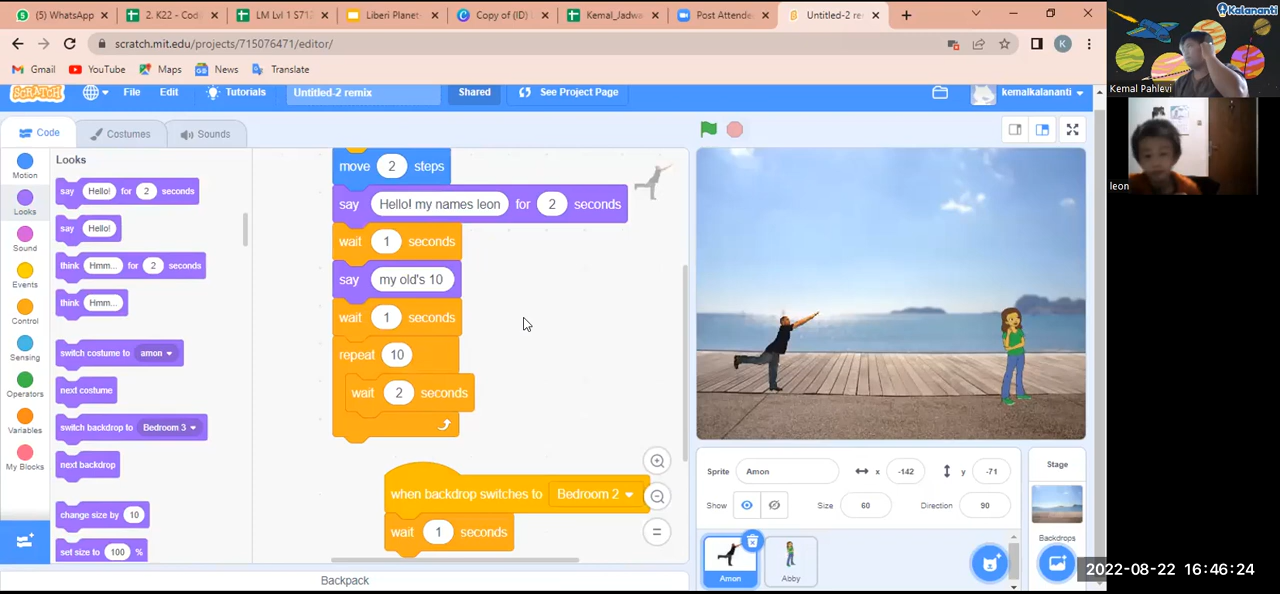 (5) WhatsApp
2. K22 - Codi
LM Lvl 1 S712
Liberi Planet
Copy of (ID)
Kemal_Jadwa
Post Attende
Untitled-2 rem
scratch.mit.edu/projects/715076471/editor/
K
Gmail
YouTube
Maps
News
Translate
SCRATCH
File
Edit
Tutorials
Untitled-2 remix
Shared
See Project Page
kemalkalananti
Code
Costumes
Sounds
Motion
Looks
Sound
Events
Control
Sensing
Operators
Variables
My Blocks
Looks
say Hello! for 2 seconds
say Hello!
think Hmm... for 2 seconds
think Hmm...
switch costume to amon
next costume
switch backdrop to Bedroom 3
next backdrop
change size by 10
set size to 100 %
move 2 steps
say Hello! my names leon for 2 seconds
wait 1 seconds
say my old's 10
wait 1 seconds
repeat 10
wait 2 seconds
when backdrop switches to Bedroom 2
wait 1 seconds
Backpack
Sprite Amon x -142 y -71
Show Size 60 Direction 90
Amon
Abby
Stage
Backdrops
Kalananti
Kemal Pahlevi
leon
2022-08-22 16:46:24